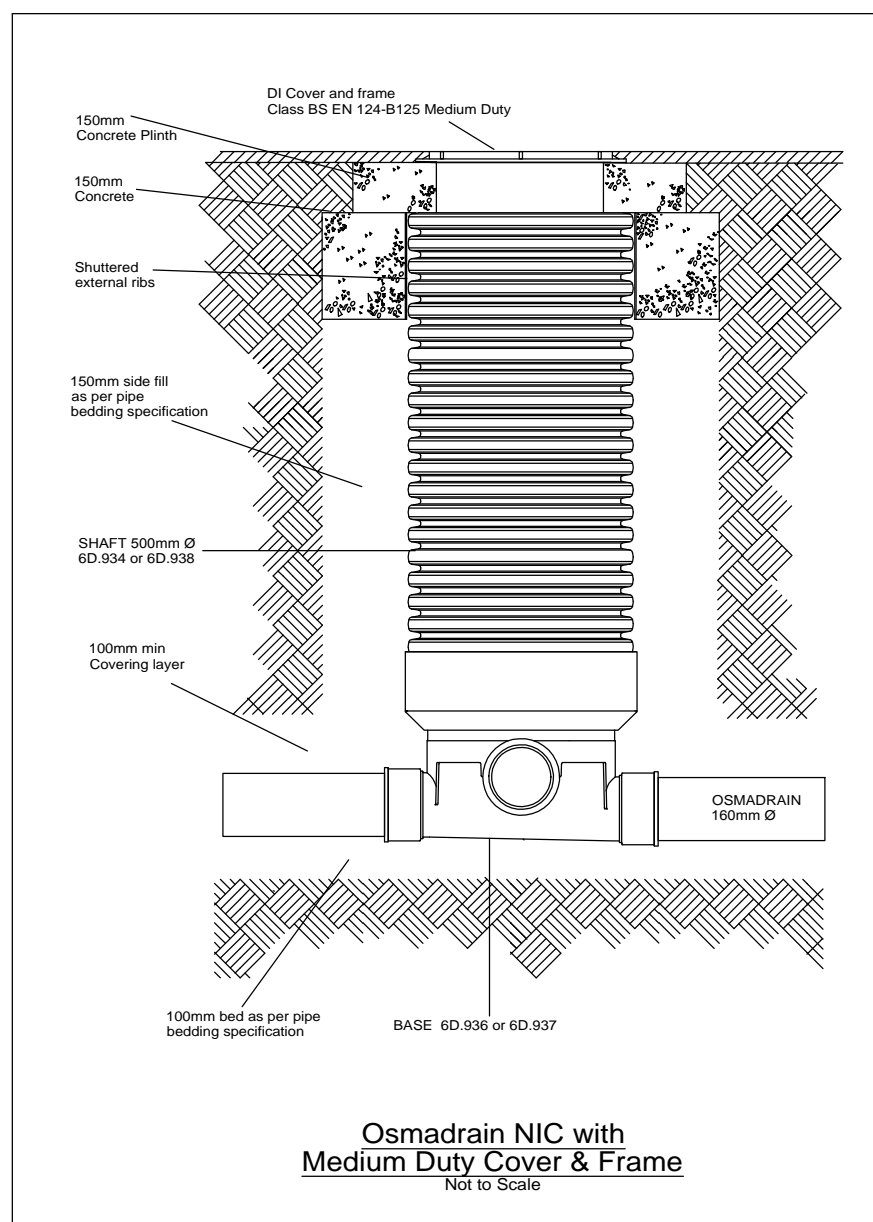 DI Cover and frame
Class BS EN 124-B125 Medium Duty
150mm
Concrete Plinth
150mm
Concrete
Shuttered
external ribs
150mm side fill
as per pipe
bedding specification
SHAFT 500mm Ø
6D.934 or 6D.938
100mm min
Covering layer
OSMADRAIN
160mm Ø
100mm bed as per pipe
bedding specification
BASE 6D.936 or 6D.937
Osmadrain NIC with
Medium Duty Cover & Frame
Not to Scale